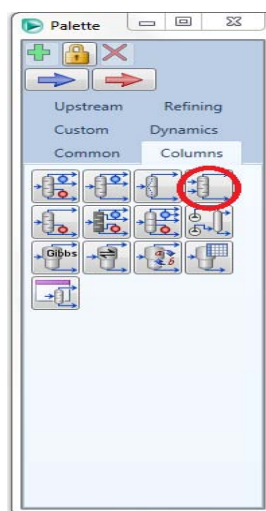 Palette
Upstream Refining
Custom Dynamics
Common Columns
Gibbs